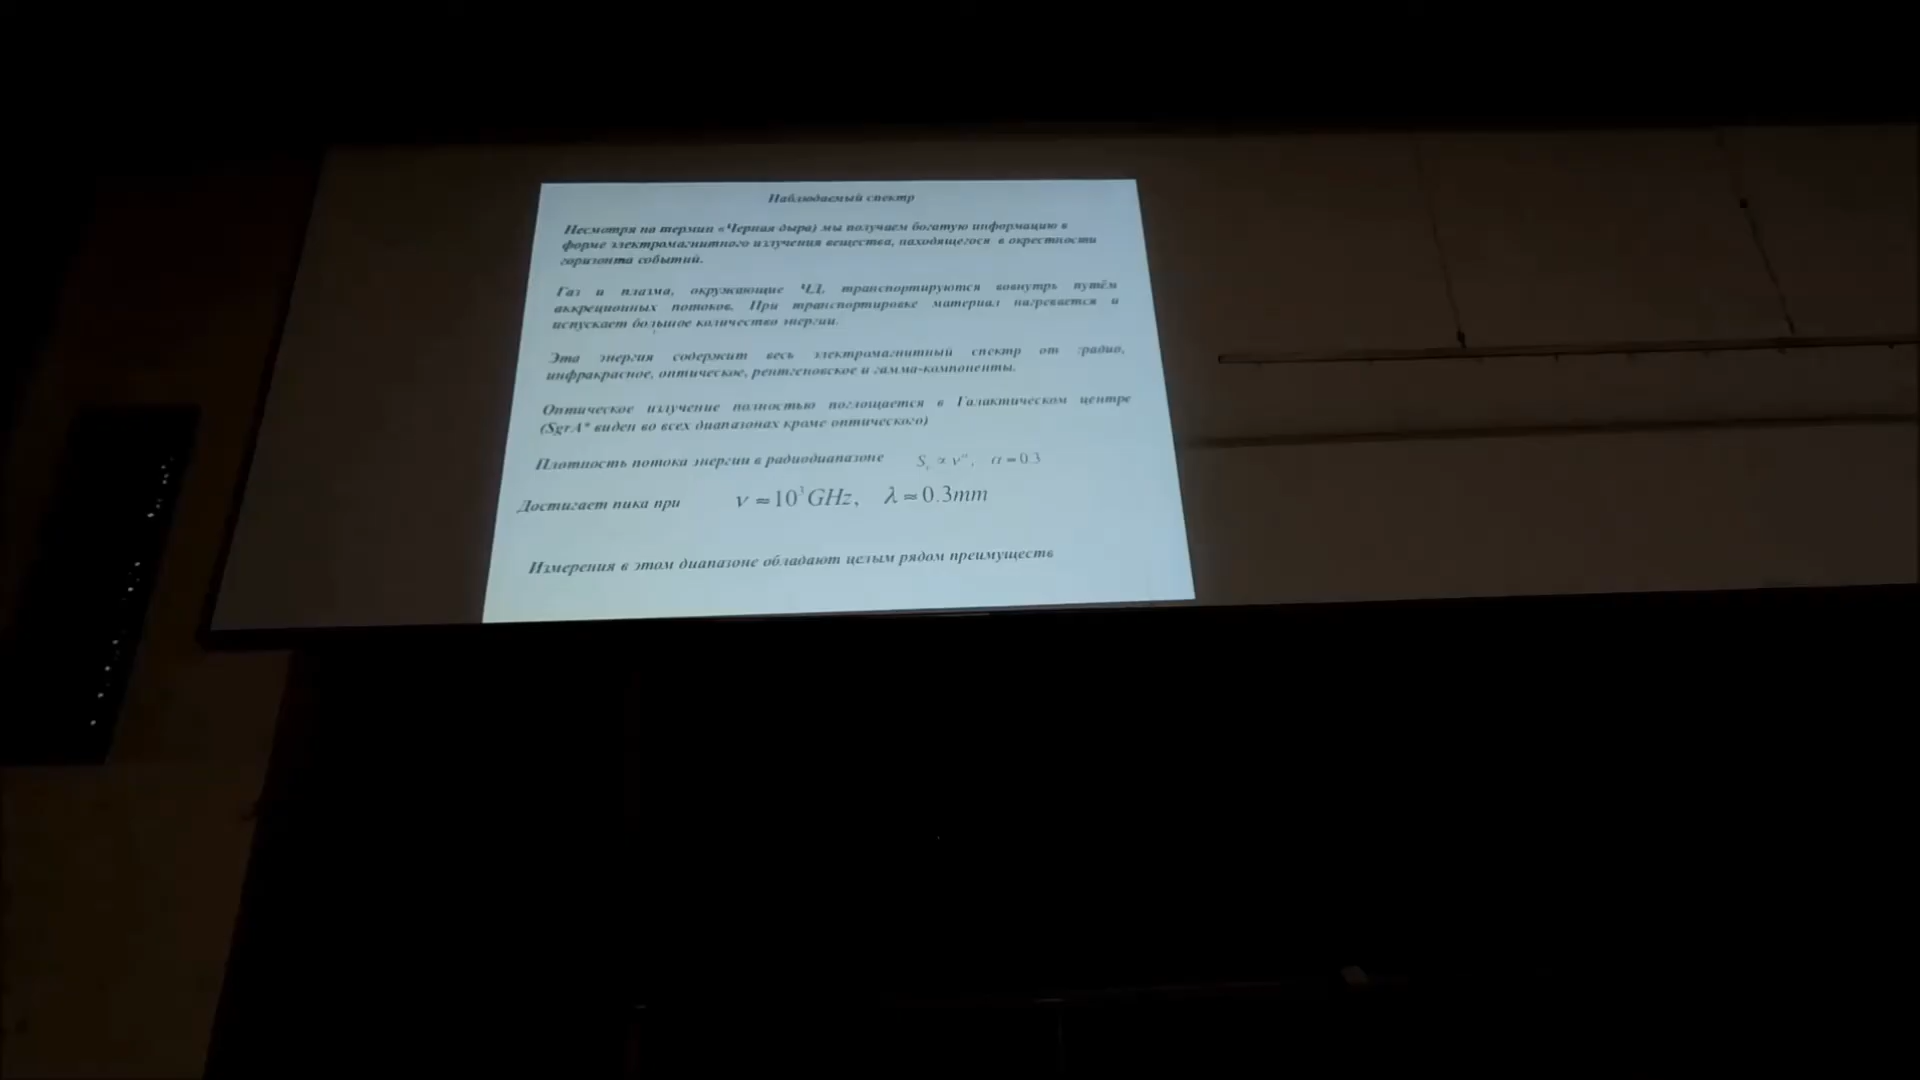 Наблюдаемый спектр
Несмотря на термин «Черная дыра) мы получаем богатую информацию в
форме электромагнитного излучения вещества, находящегося в окрестности
горизонта событий.
Газ и плазма, окружающие ЧД, транспортируются вовнутрь путём
аккреционных потоков. При транспортировке материал нагревается и
испускает большое количество энергии.
Эта энергия содержит весь электромагнитный спектр от радио,
инфракрасное, оптическое, рентгеновское и гамма-компоненты.
Оптическое излучение полностью поглощается в Галактическом центре
(SgrA* виден во всех диапазонах кроме оптического)
Плотность потока энергии в радиодиапазоне Sᵥ ∝ νᵅ, α = 0.3
Достигает пика при ν ≈ 10³ GHz, λ ≈ 0.3mm
Измерения в этом диапазоне обладают целым рядом преимуществ